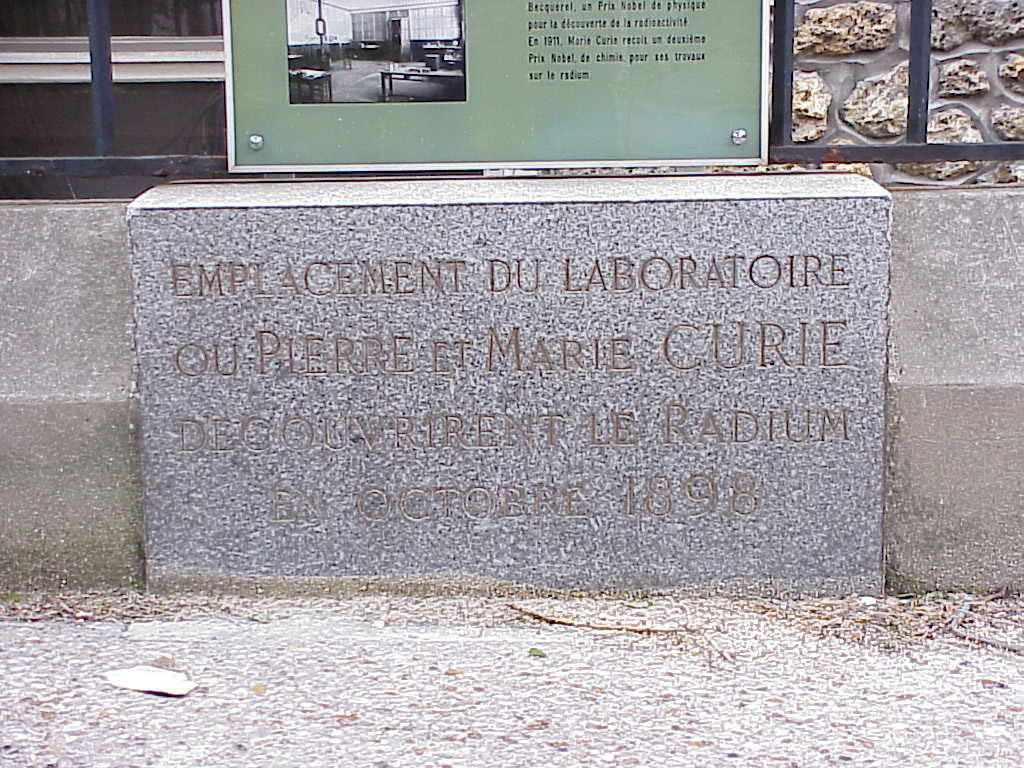 Becquerel, un Prix Nobel de physique
pour la découverte de la radioactivité.
En 1911, Marie Curie reçoit un deuxième
Prix Nobel, de chimie, pour ses travaux
sur le radium.
EMPLACEMENT DU LABORATOIRE
OU PIERRE ET MARIE CURIE
DECOUVRIRENT LE RADIUM
EN OCTOBRE 1898